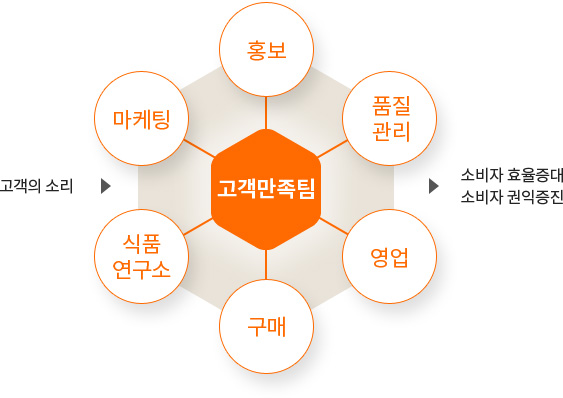 홍보
마케팅
품질
관리
고객의 소리
고객만족팀
소비자 효율증대
소비자 권익증진
식품
연구소
영업
구매